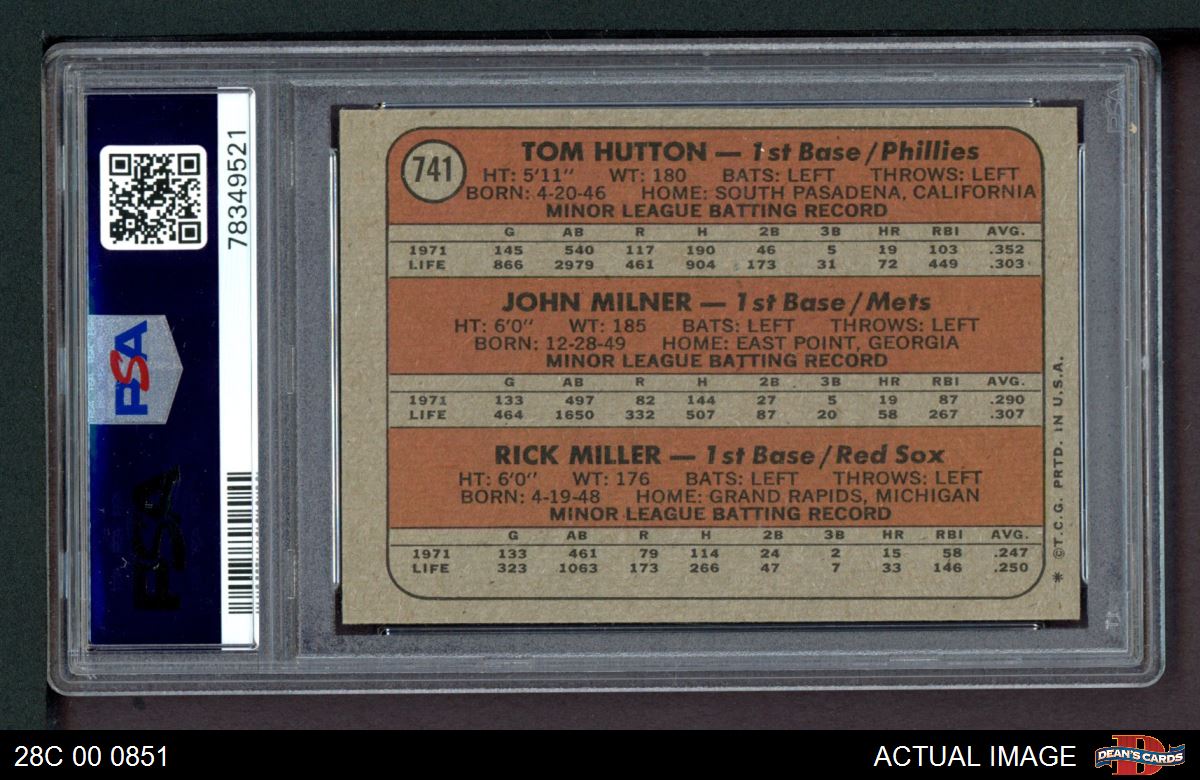 741
TOM HUTTON — 1st Base/Phillies
HT: 5'11" WT: 180 BATS: LEFT THROWS: LEFT
BORN: 4-20-46 HOME: SOUTH PASADENA, CALIFORNIA
MINOR LEAGUE BATTING RECORD
G AB R H 2B 3B HR RBI AVG.
1971 145 540 117 190 46 5 19 103 .352
LIFE 866 2979 461 904 173 31 72 449 .303
JOHN MILNER — 1st Base/Mets
HT: 6'0" WT: 185 BATS: LEFT THROWS: LEFT
BORN: 12-28-49 HOME: EAST POINT, GEORGIA
MINOR LEAGUE BATTING RECORD
G AB R H 2B 3B HR RBI AVG.
1971 133 497 82 144 27 5 19 87 .290
LIFE 464 1650 332 507 87 20 58 267 .307
RICK MILLER — 1st Base/Red Sox
HT: 6'0" WT: 176 BATS: LEFT THROWS: LEFT
BORN: 4-19-48 HOME: GRAND RAPIDS, MICHIGAN
MINOR LEAGUE BATTING RECORD
G AB R H 2B 3B HR RBI AVG.
1971 133 461 79 114 24 2 15 58 .247
LIFE 323 1063 173 266 47 7 33 146 .250
* ©T.C.G. PRTD. IN U.S.A.
78349521
PSA
PSA
PSA
28C 00 0851
ACTUAL IMAGE
D
DEAN'S CARDS